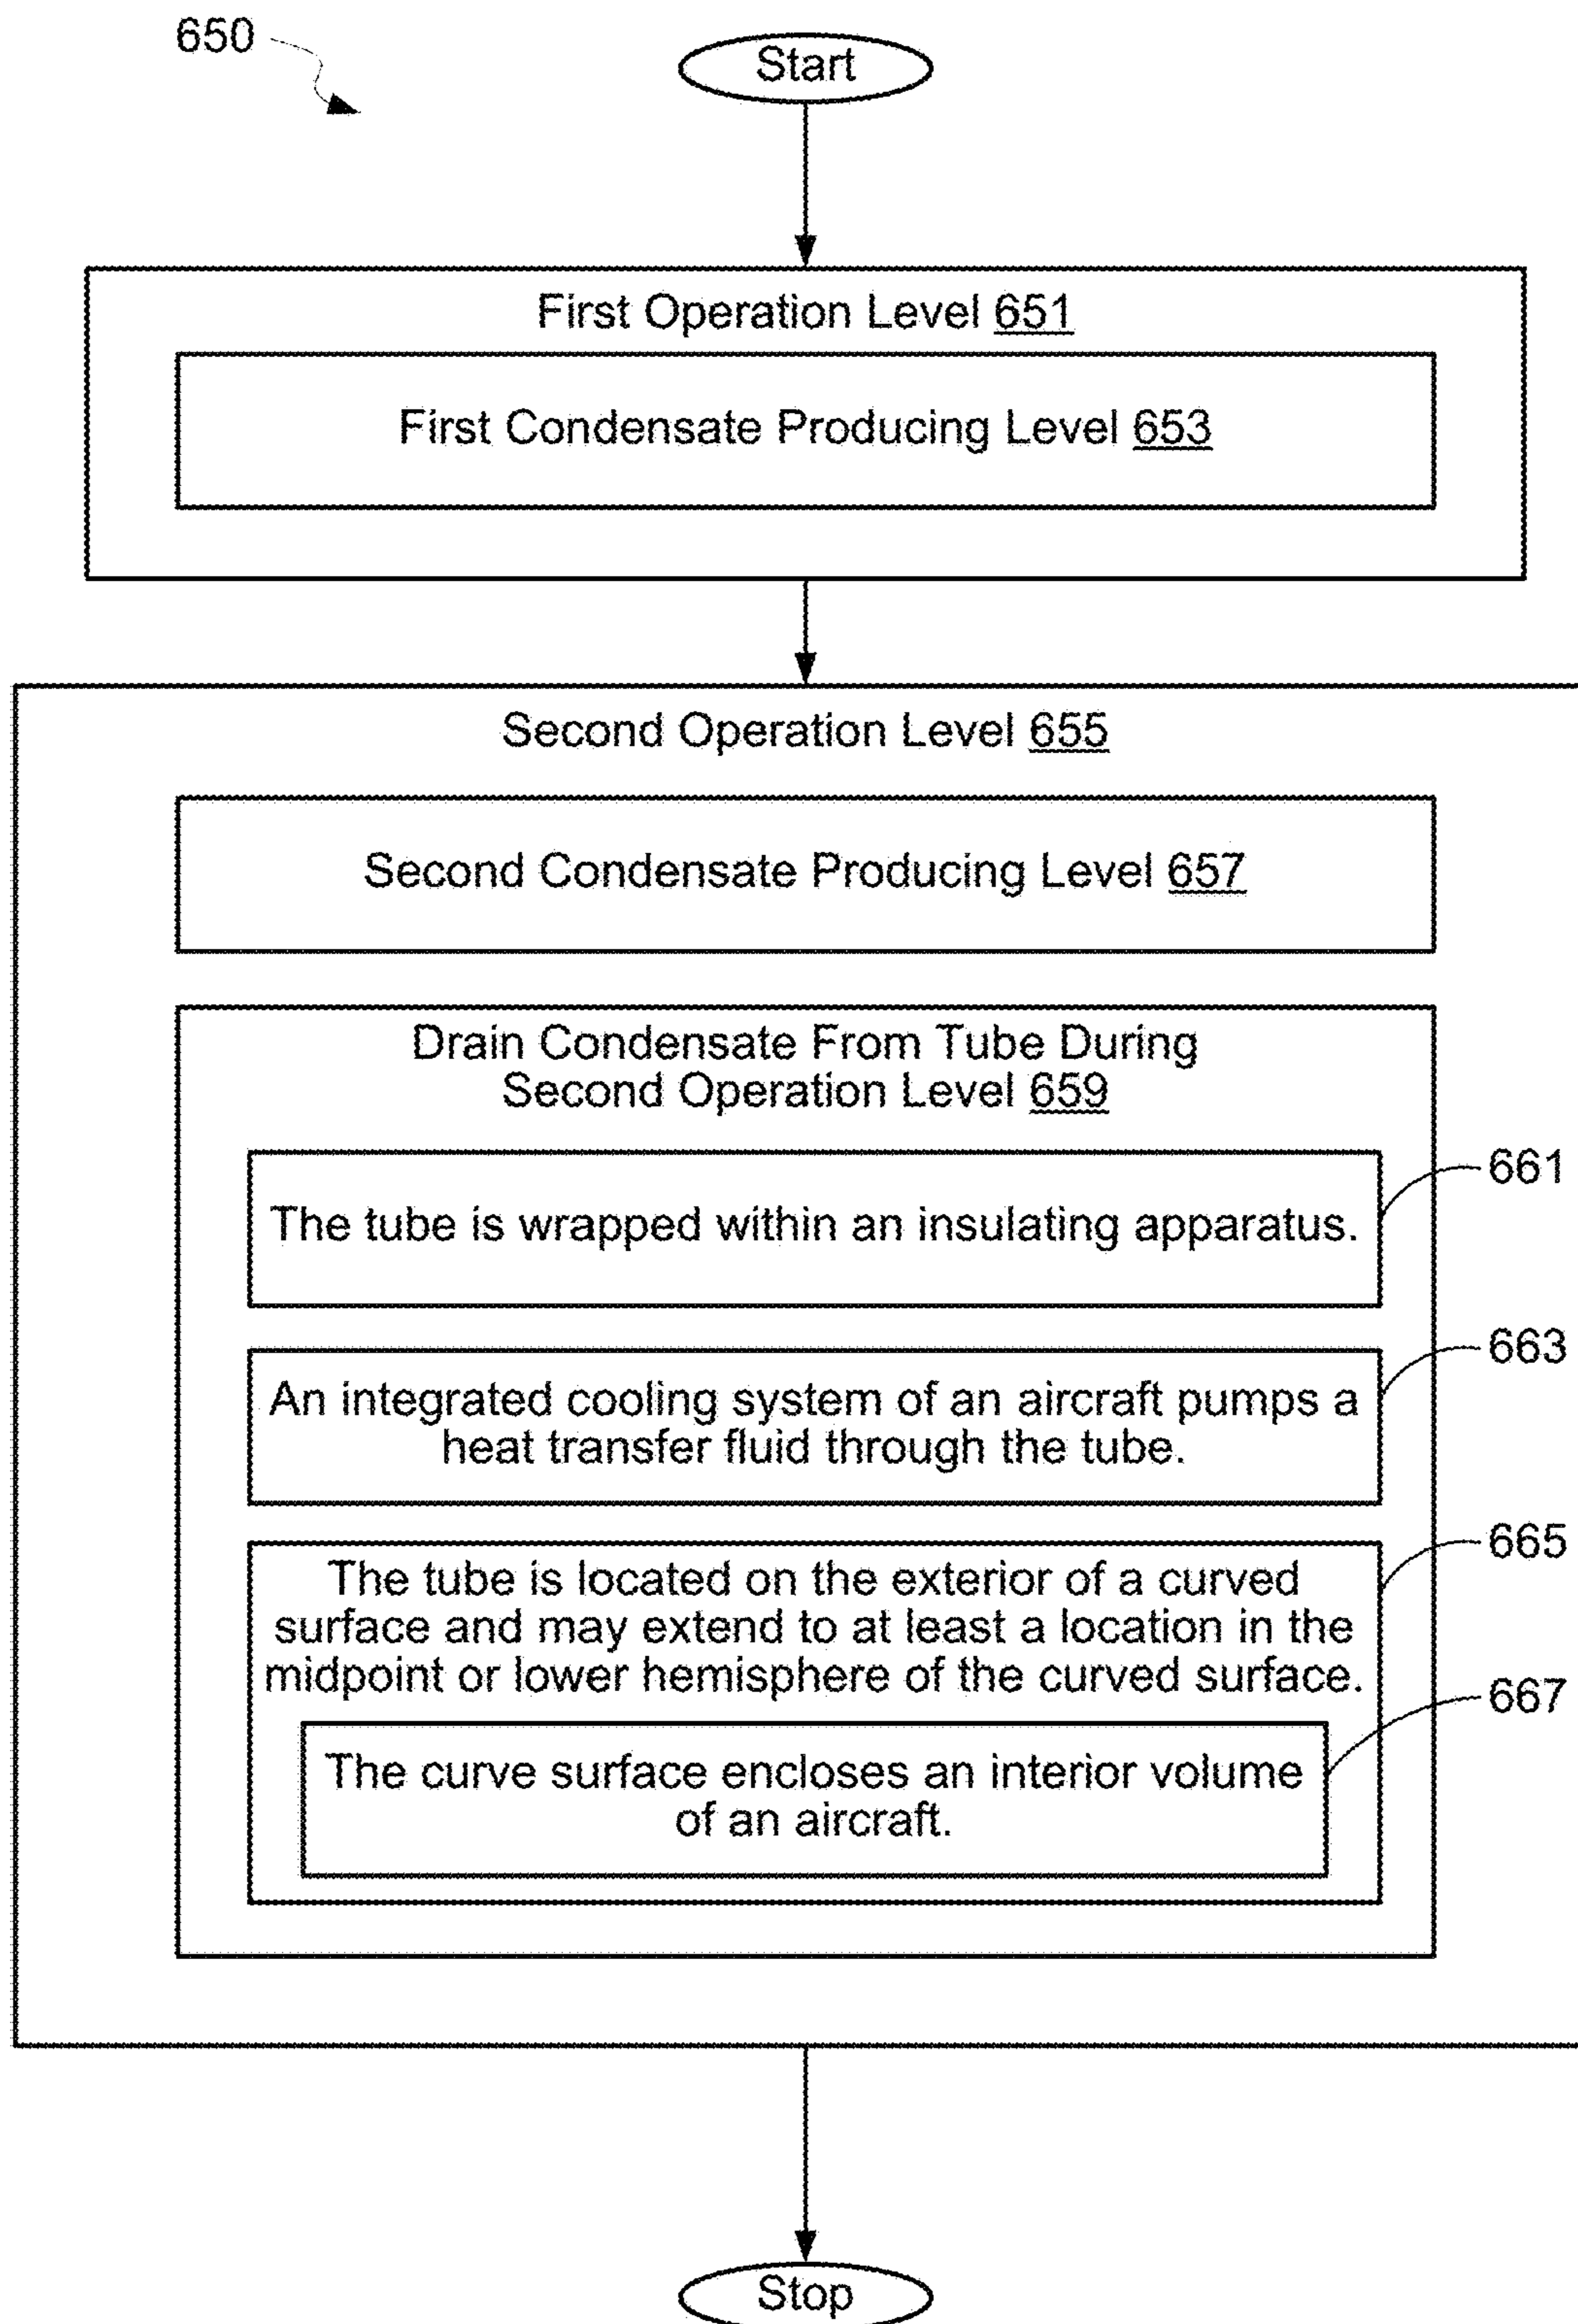 650
Start
First Operation Level 651
First Condensate Producing Level 653
Second Operation Level 655
Second Condensate Producing Level 657
Drain Condensate From Tube During
Second Operation Level 659
The tube is wrapped within an insulating apparatus.
661
An integrated cooling system of an aircraft pumps a
heat transfer fluid through the tube.
663
The tube is located on the exterior of a curved
surface and may extend to at least a location in the
midpoint or lower hemisphere of the curved surface.
665
The curve surface encloses an interior volume
of an aircraft.
667
Stop